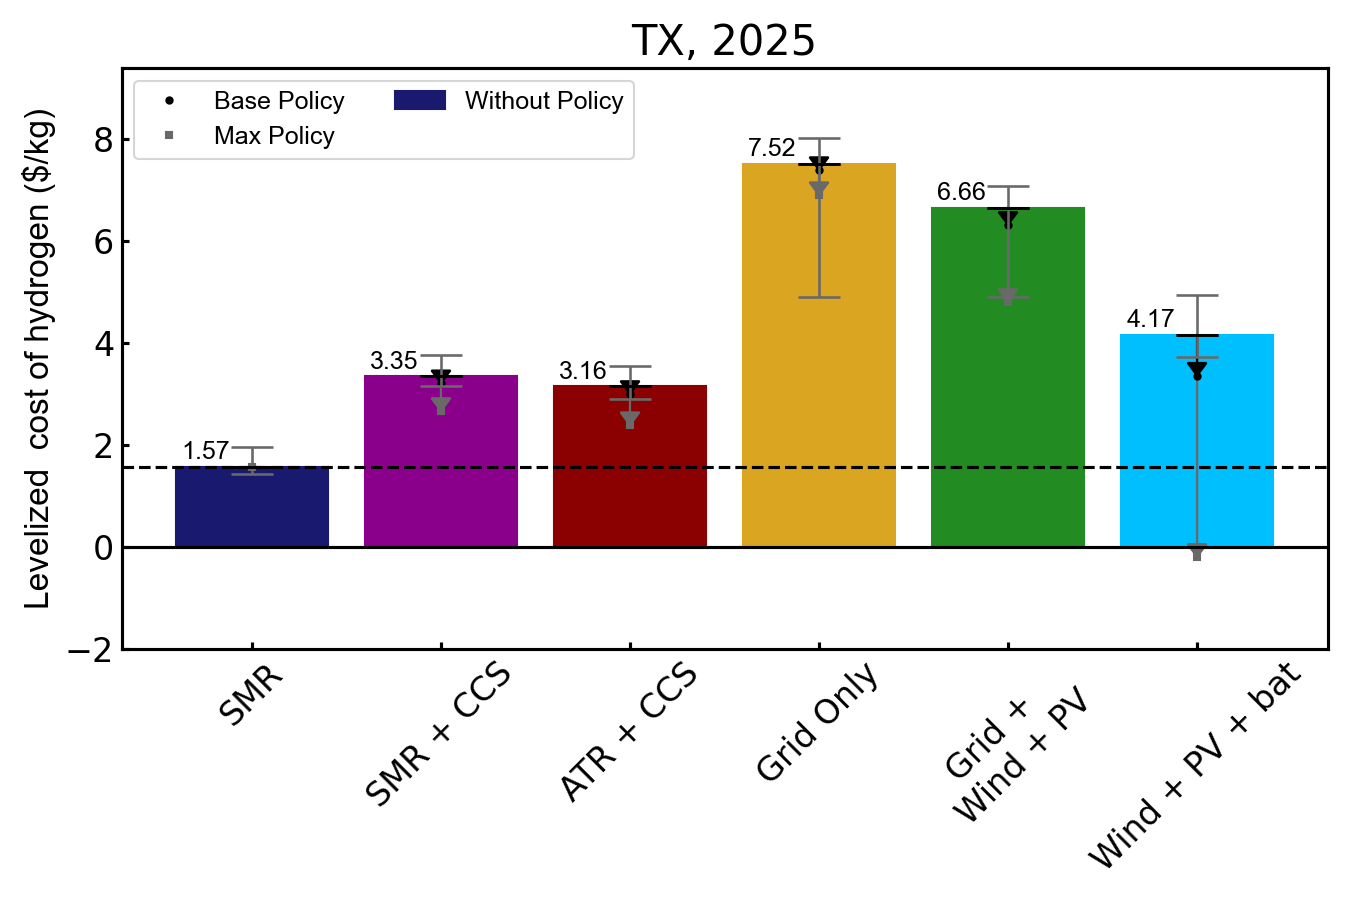 TX, 2025
Base Policy
Max Policy
Without Policy
Levelized  cost of hydrogen ($/kg)
8
6
4
2
0
−2
1.57
3.35
3.16
7.52
6.66
4.17
SMR
SMR + CCS
ATR + CCS
Grid Only
Grid +
Wind + PV
Wind + PV + bat